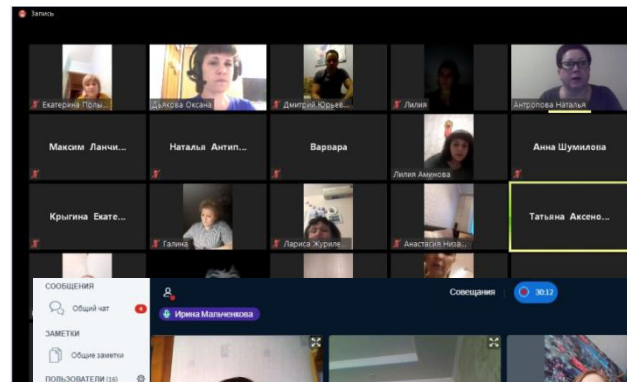 Запись
Екатерина Полы...
Дьякова Оксана
Дмитрий Юрьев...
Лилия
Антропова Наталья
Максим Ланчи...
Наталья Антип...
Варвара
Лилия Аминова
Анна Шумилова
Крыгина Екате...
Галина
Лариса Журиле...
Анастасия Низа...
Татьяна Аксено...
СООБЩЕНИЯ
Общий чат
4
ЗАМЕТКИ
Общие заметки
ПОЛЬЗОВАТЕЛИ (16)
Совещания
30:12
Ирина Мальченкова